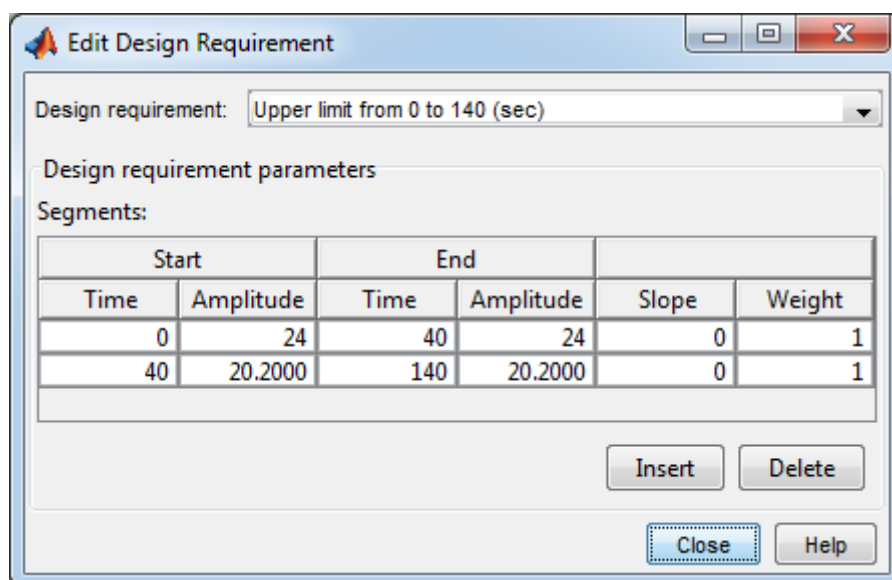 Edit Design Requirement
Design requirement: Upper limit from 0 to 140 (sec)
Design requirement parameters
Segments:
Start End
Time Amplitude Time Amplitude Slope Weight
0 24 40 24 0 1
40 20.2000 140 20.2000 0 1
Insert Delete
Close Help